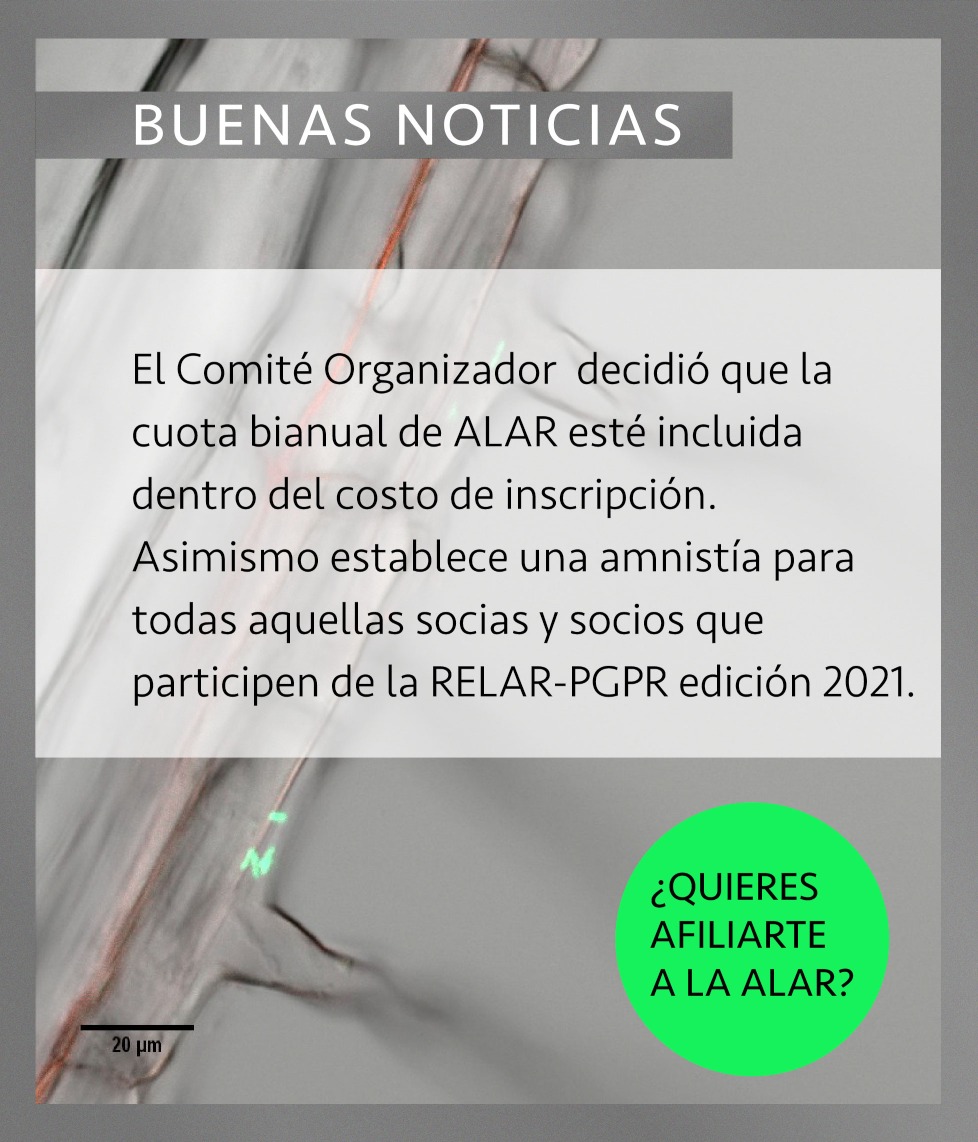 BUENAS NOTICIAS
El Comité Organizador  decidió que la
cuota bianual de ALAR esté incluida
dentro del costo de inscripción.
Asimismo establece una amnistía para
todas aquellas socias y socios que
participen de la RELAR-PGPR edición 2021.
¿QUIERES
AFILIARTE
A LA ALAR?
20 µm